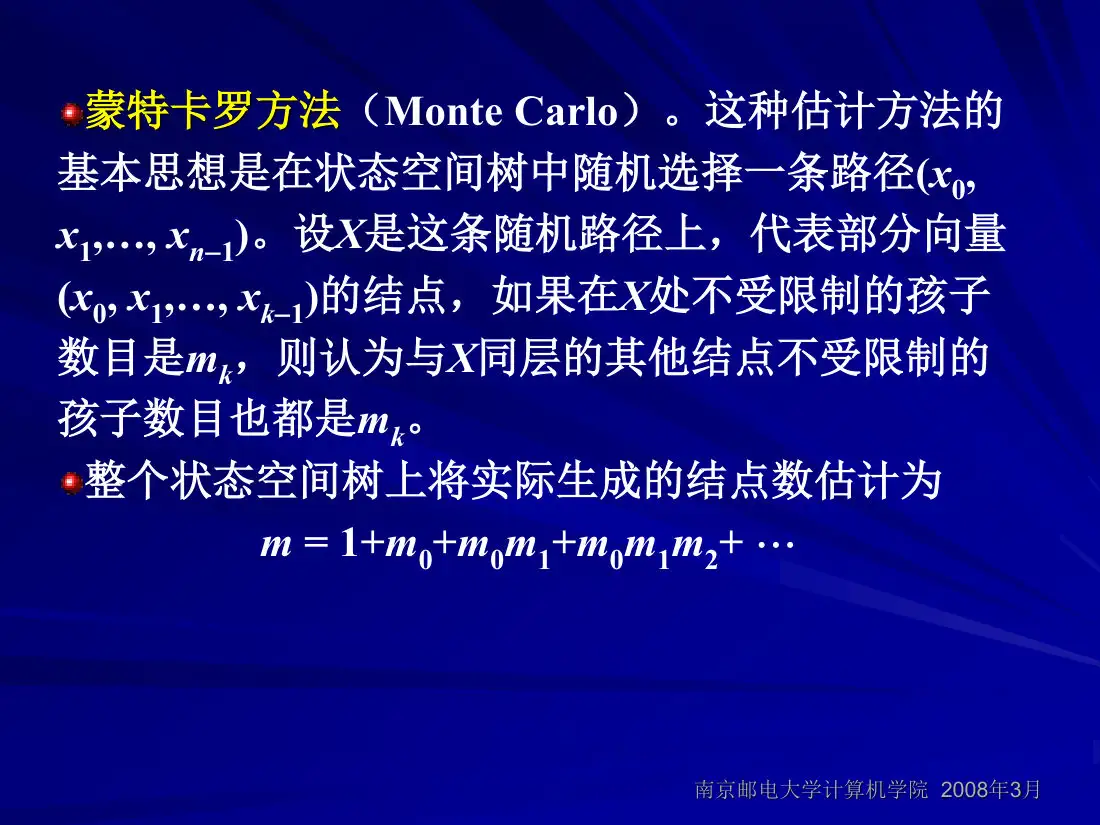 蒙特卡罗方法（Monte Carlo）。这种估计方法的
基本思想是在状态空间树中随机选择一条路径(x0,
x1,…, xn−1)。设X是这条随机路径上，代表部分向量
(x0, x1,…, xk−1)的结点，如果在X处不受限制的孩子
数目是mk，则认为与X同层的其他结点不受限制的
孩子数目也都是mk。
整个状态空间树上将实际生成的结点数估计为
m = 1+m0+m0m1+m0m1m2+ ⋯
南京邮电大学计算机学院 2008年3月